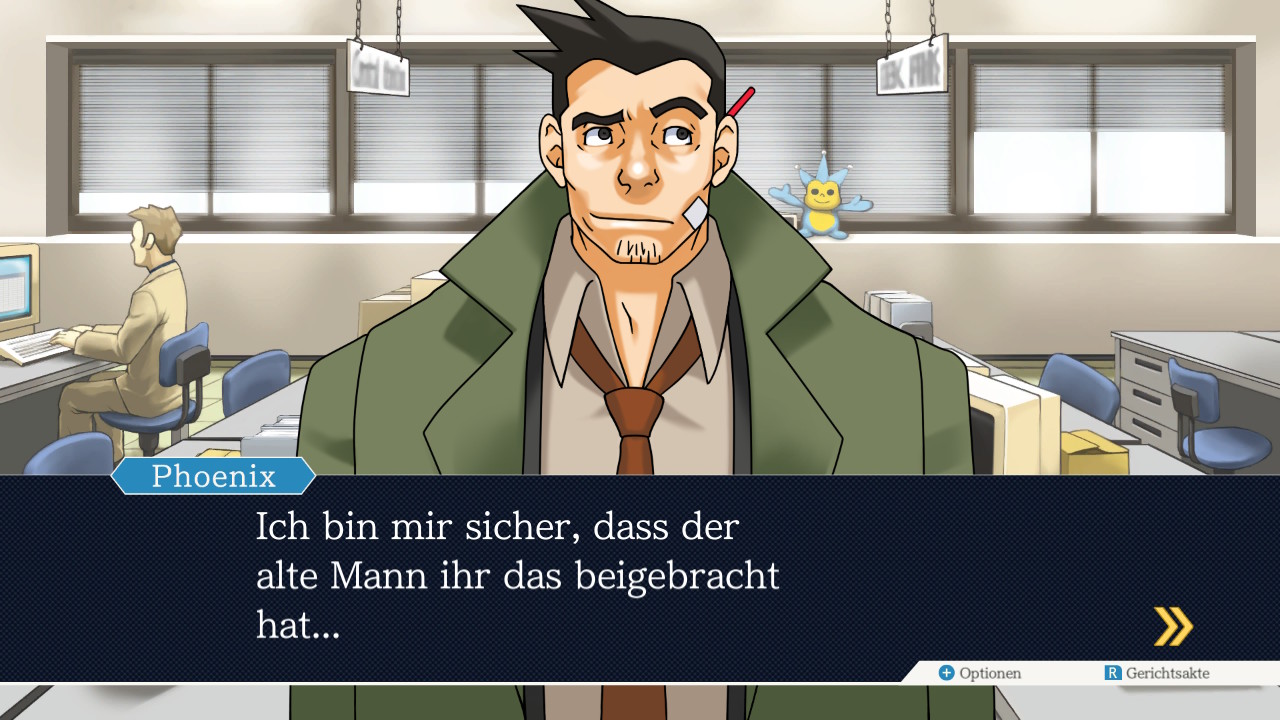 Phoenix
Ich bin mir sicher, dass der
alte Mann ihr das beigebracht
hat...
Optionen
R Gerichtsakte